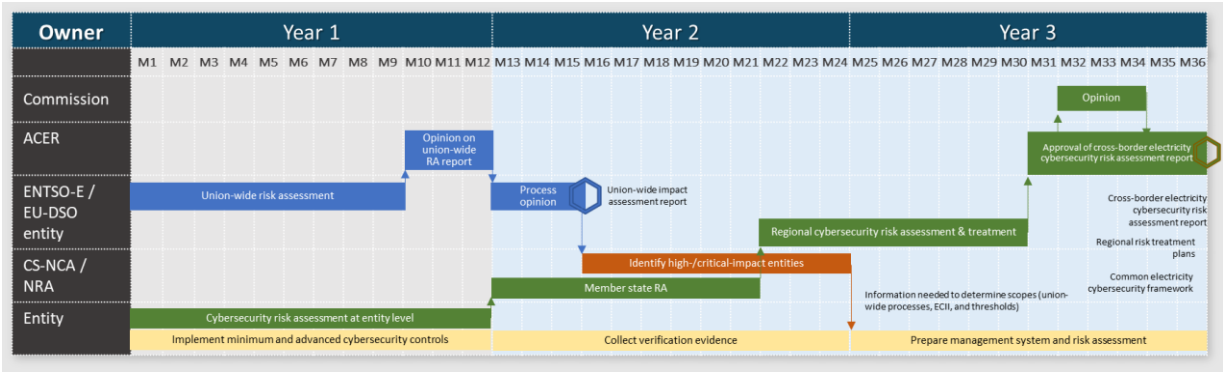 Owner Year 1 Year 2 Year 3
M1 M2 M3 M4 M5 M6 M7 M8 M9 M10 M11 M12 M13 M14 M15 M16 M17 M18 M19 M20 M21 M22 M23 M24 M25 M26 M27 M28 M29 M30 M31 M32 M33 M34 M35 M36
Commission
Opinion
ACER
Opinion on
union-wide
RA report
Approval of cross-border electricity
cybersecurity risk assessment report
ENTSO-E /
EU-DSO
entity
Union-wide risk assessment
Process
opinion
Union-wide impact
assessment report
Regional cybersecurity risk assessment & treatment
Cross-border electricity
cybersecurity risk
assessment report
Regional risk treatment
plans
CS-NCA /
NRA
Identify high-/critical-impact entities
Member state RA
Common electricity
cybersecurity framework
Information needed to determine scopes (union-
wide processes, ECII, and thresholds)
Entity
Cybersecurity risk assessment at entity level
Implement minimum and advanced cybersecurity controls
Collect verification evidence
Prepare management system and risk assessment